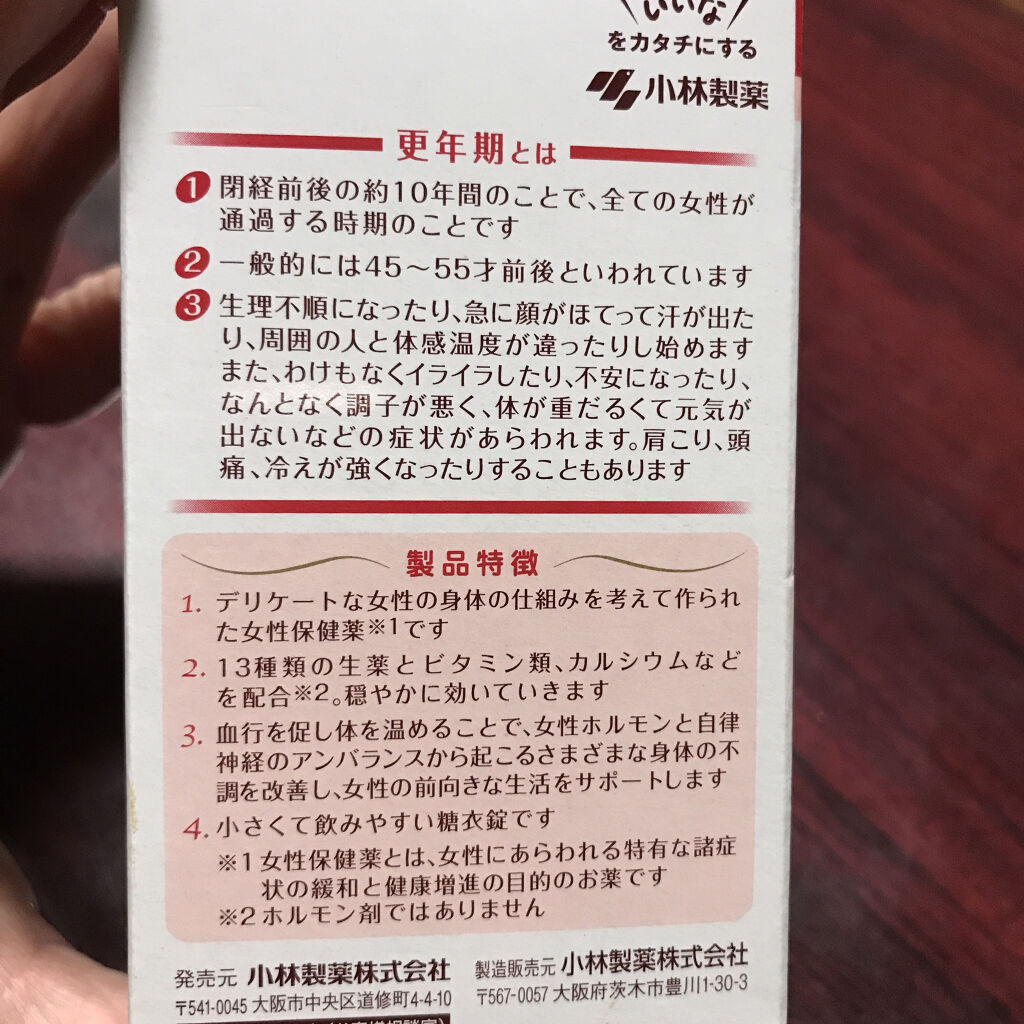 いいな
をカタチにする
小林製薬
更年期とは
1 閉経前後の約10年間のことで、全ての女性が
通過する時期のことです
2 一般的には45〜55才前後といわれています
3 生理不順になったり、急に顔がほてって汗が出た
り、周囲の人と体感温度が違ったりし始めます
また、わけもなくイライラしたり、不安になったり、
なんとなく調子が悪く、体が重だるくて元気が
出ないなどの症状があらわれます。肩こり、頭
痛、冷えが強くなったりすることもあります
製品特徴
1. デリケートな女性の身体の仕組みを考えて作られ
た女性保健薬※1です
2. 13種類の生薬とビタミン類、カルシウムなど
を配合※2。穏やかに効いていきます
3. 血行を促し体を温めることで、女性ホルモンと自律
神経のアンバランスから起こるさまざまな身体の不
調を改善し、女性の前向きな生活をサポートします
4. 小さくて飲みやすい糖衣錠です
※1 女性保健薬とは、女性にあらわれる特有な諸症
状の緩和と健康増進の目的のお薬です
※2 ホルモン剤ではありません
発売元 小林製薬株式会社
〒541-0045 大阪市中央区道修町4-4-10
製造販売元 小林製薬株式会社
〒567-0057 大阪府茨木市豊川1-30-3